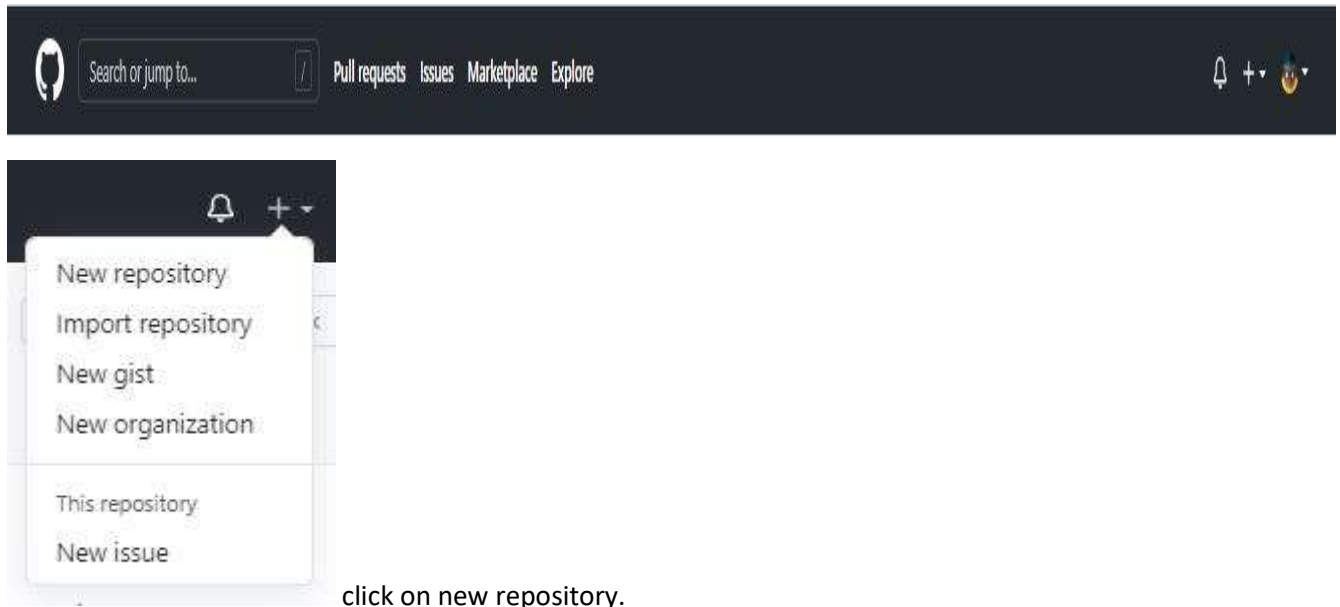 Search or jump to... / Pull requests Issues Marketplace Explore
New repository
Import repository
New gist
New organization
This repository
New issue
click on new repository.